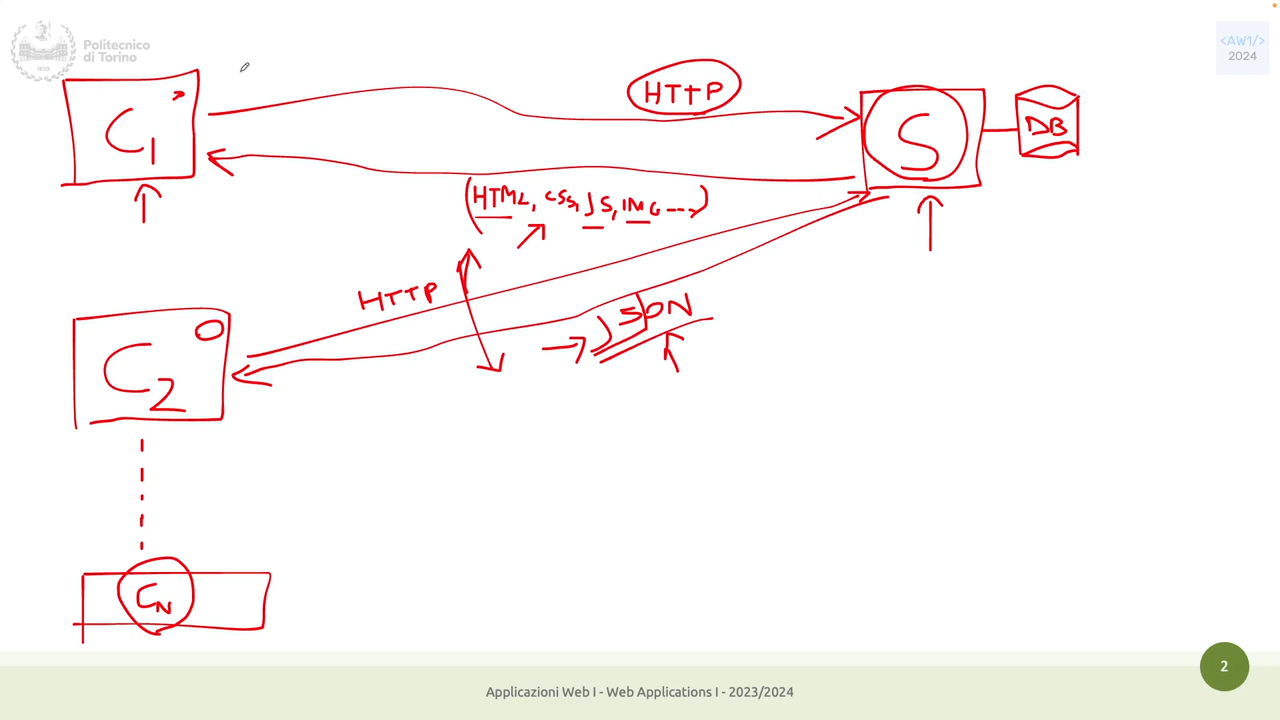 Politecnico
di Torino
1859
<AW1/>
2024
HTTP
C1
S
DB
(HTML, CSS, JS, IMG ---)
HTTP
JSON
C2
CN
2
Applicazioni Web I - Web Applications I - 2023/2024